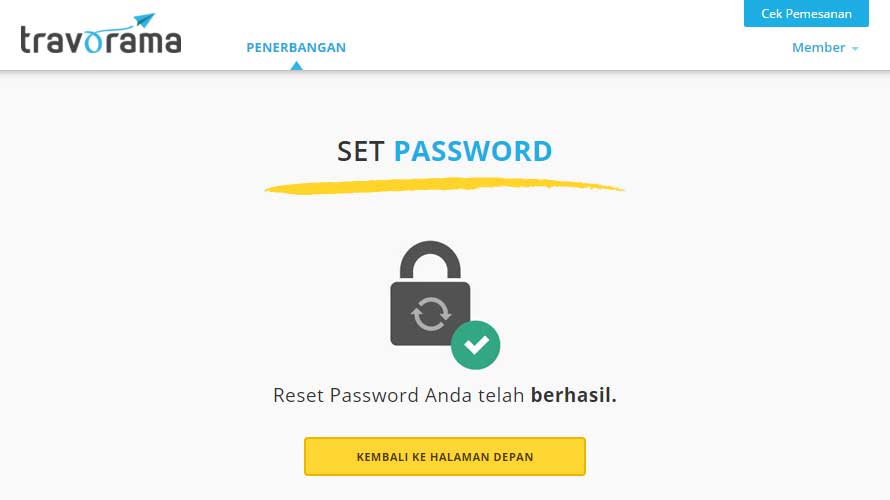 Cek Pemesanan
travorama
PENERBANGAN
Member
SET PASSWORD
Reset Password Anda telah berhasil.
KEMBALI KE HALAMAN DEPAN